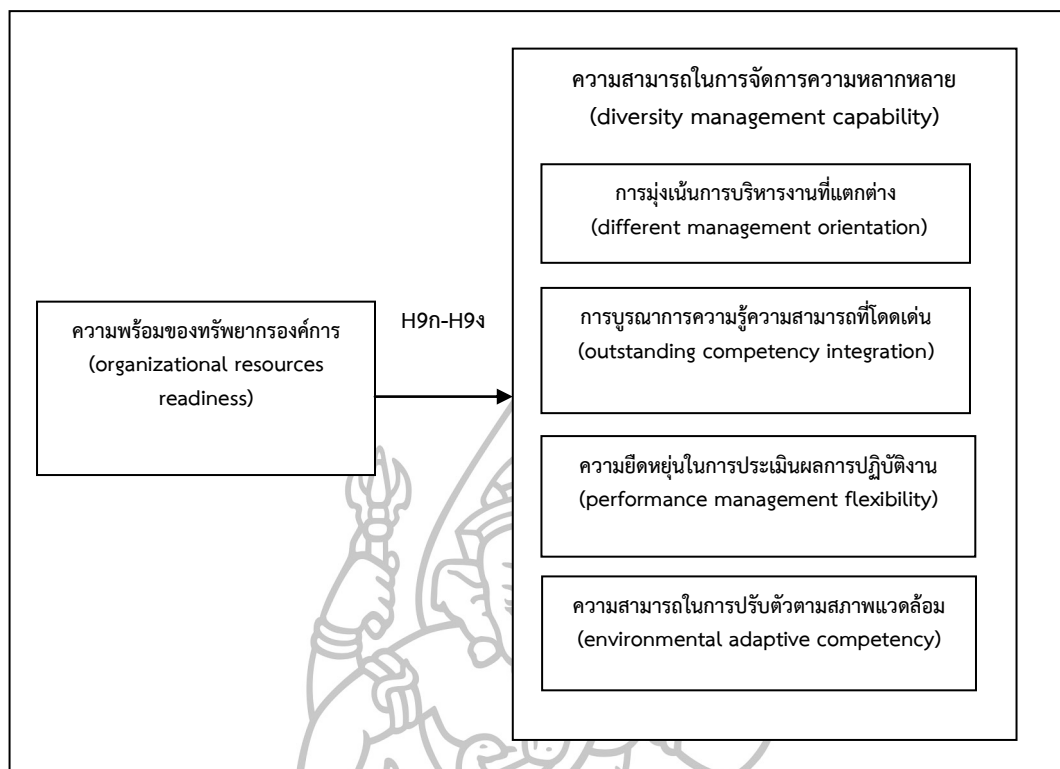 ความสามารถในการจัดการความหลากหลาย
(diversity management capability)
การมุ่งเน้นการบริหารงานที่แตกต่าง
(different management orientation)
ความพร้อมของทรัพยากรองค์การ
(organizational resources
readiness)
H9ก-H9ง
การบูรณาการความรู้ความสามารถที่โดดเด่น
(outstanding competency integration)
ความยืดหยุ่นในการประเมินผลการปฏิบัติงาน
(performance management flexibility)
ความสามารถในการปรับตัวตามสภาพแวดล้อม
(environmental adaptive competency)